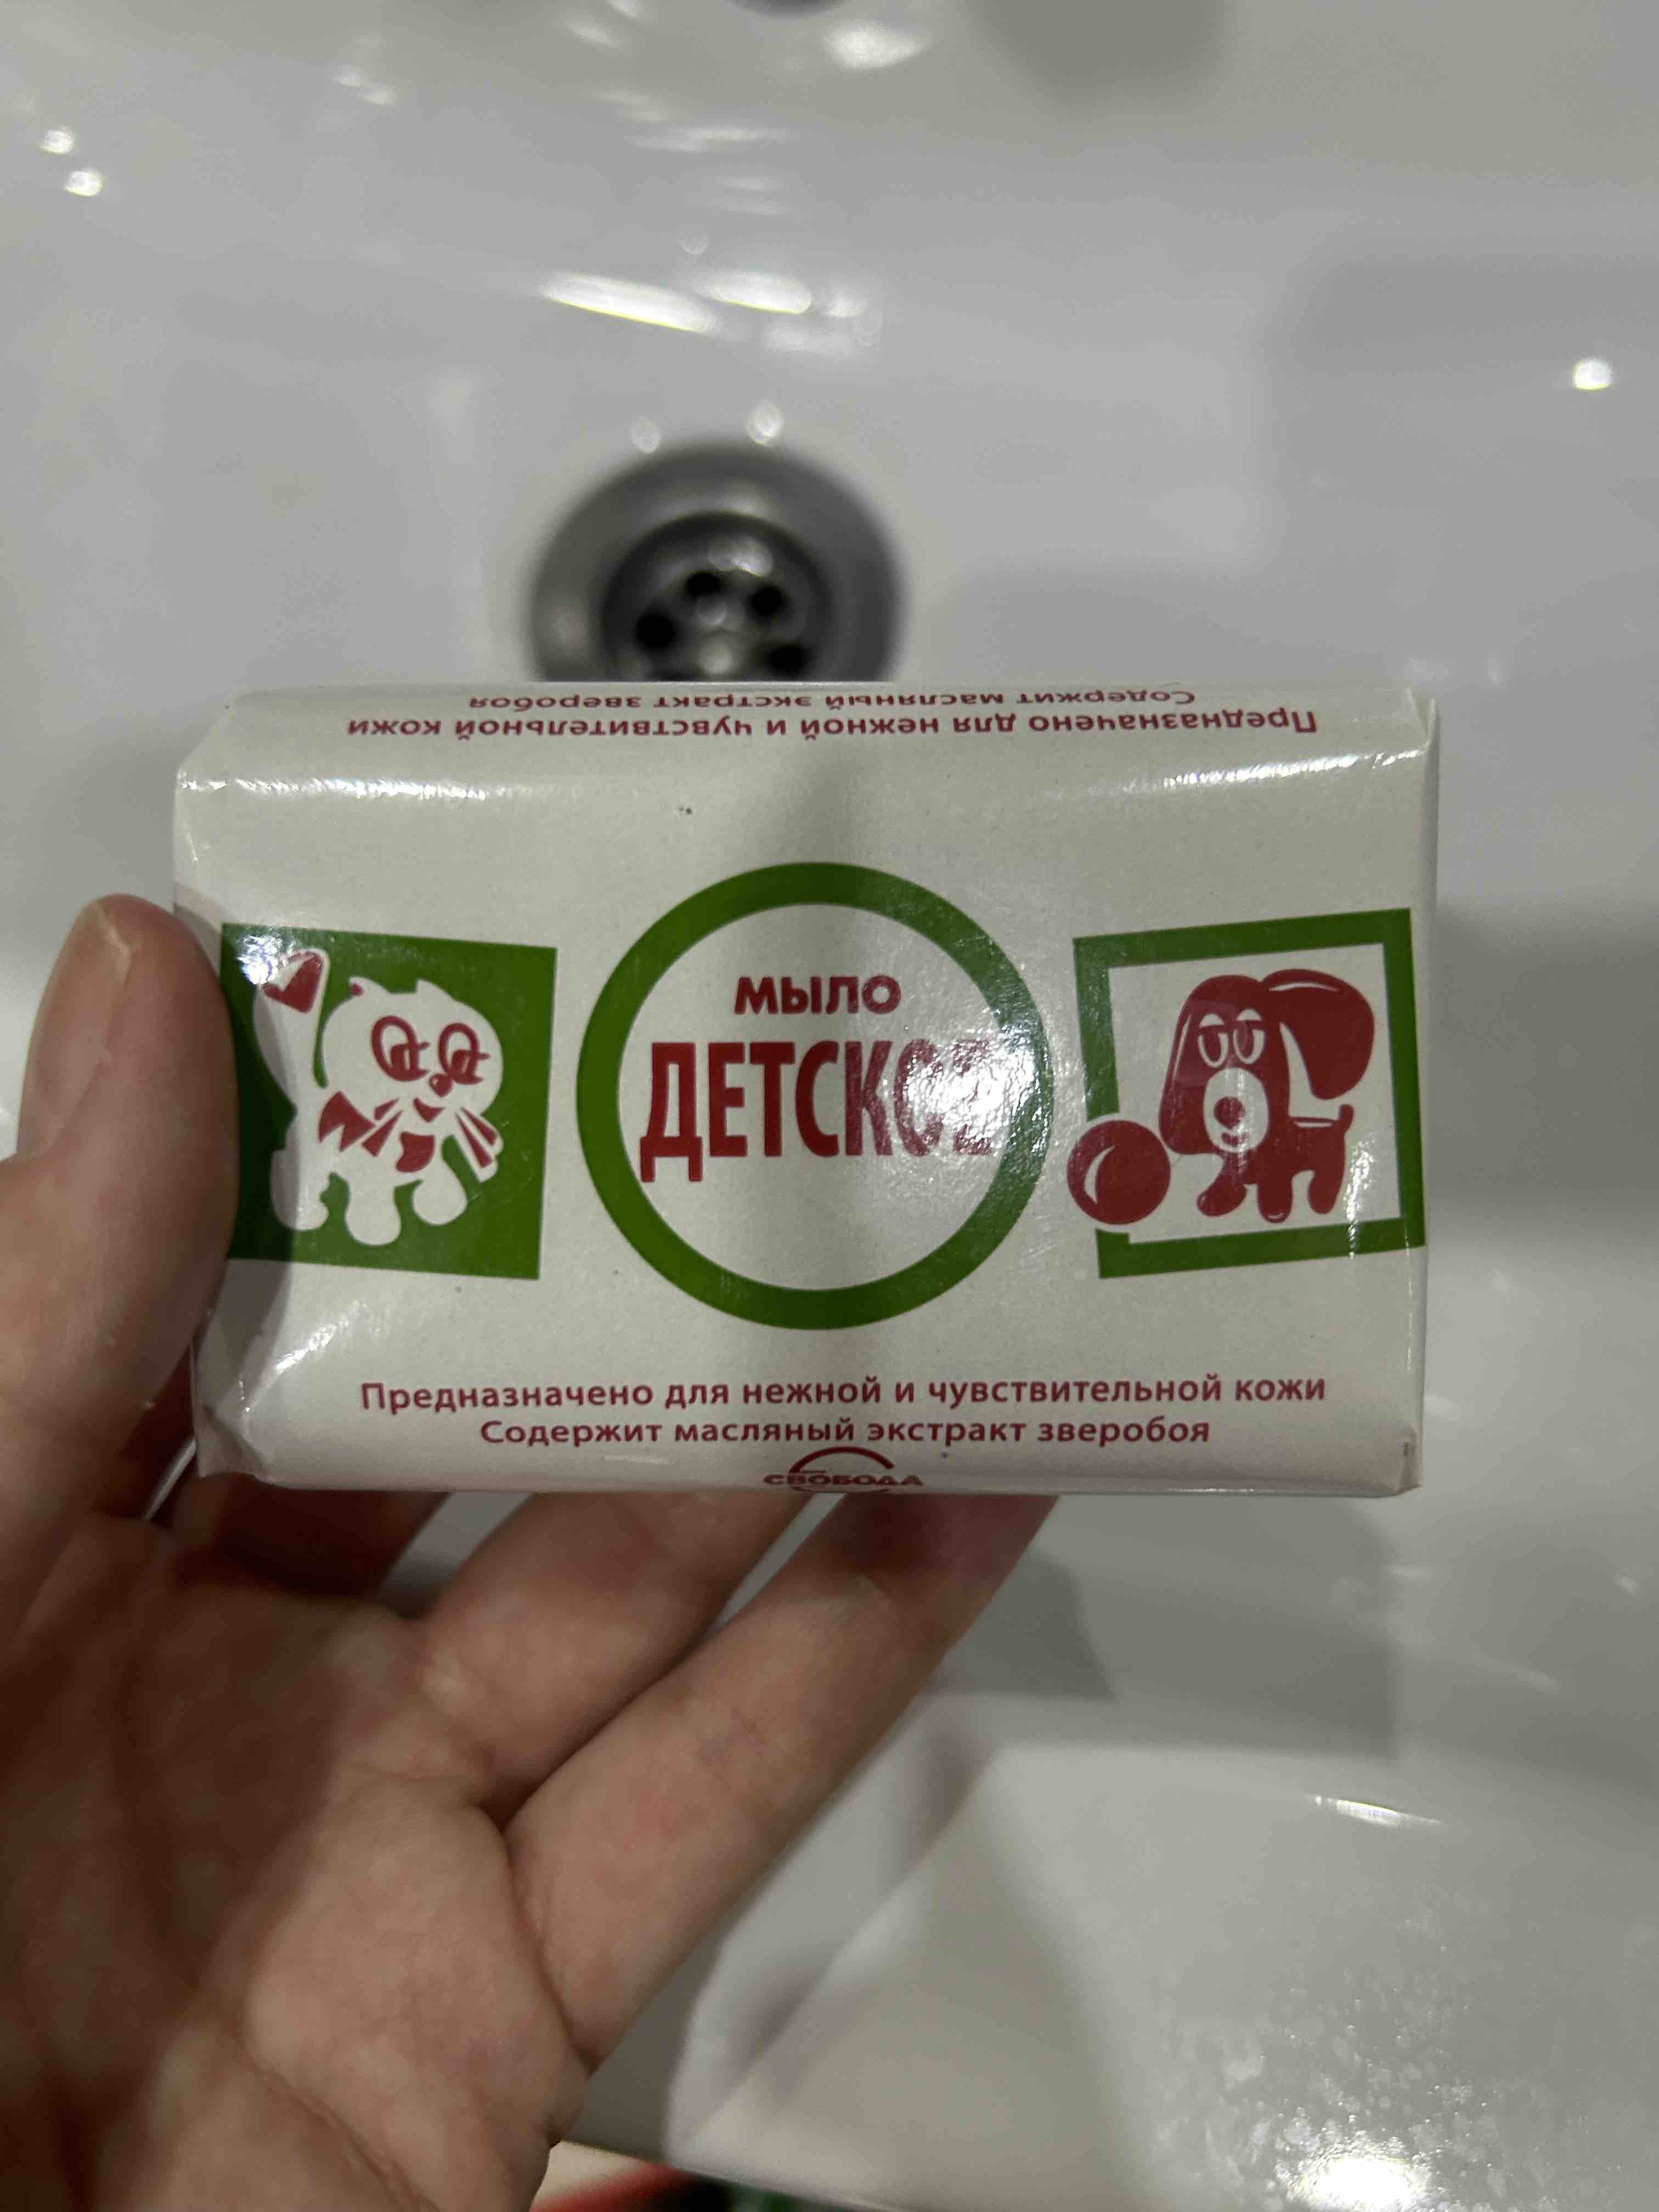 Содержит масляный экстракт зверобоя
Предназначено для нежной и чувствительной кожи
МЫЛО
ДЕТСКОЕ
Предназначено для нежной и чувствительной кожи
Содержит масляный экстракт зверобоя
СВОБОДА